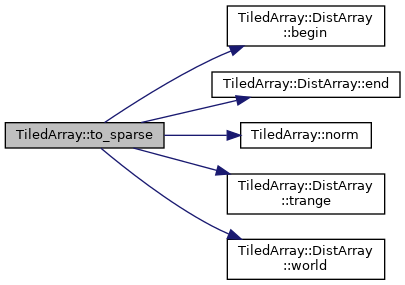 TiledArray::to_sparse
TiledArray::DistArray
::begin
TiledArray::DistArray::end
TiledArray::norm
TiledArray::DistArray
::trange
TiledArray::DistArray
::world